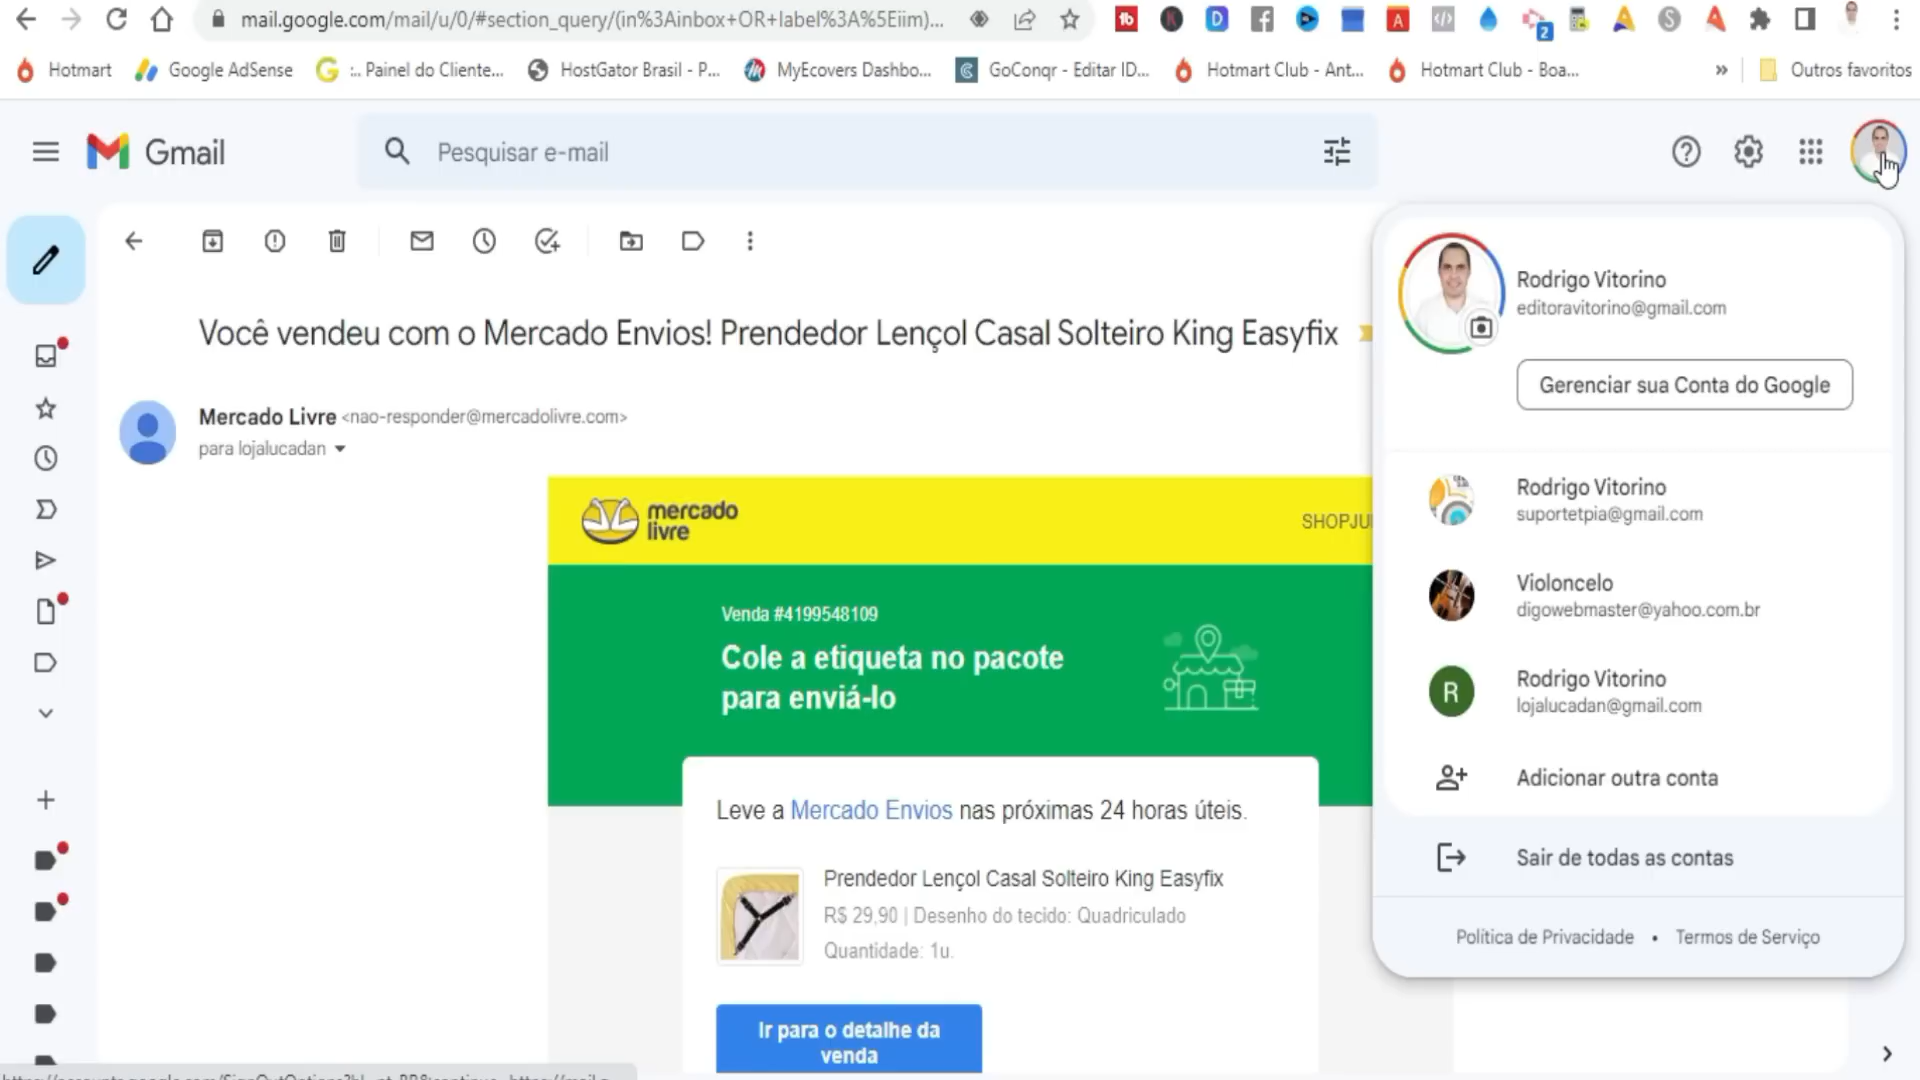 mail.google.com/mail/u/0/#section_query/(in%3Ainbox+OR+label%3A%5Eiim)...
2
Hotmart
Google AdSense
:.. Painel do Cliente...
HostGator Brasil - P...
MyEcovers Dashbo...
GoConqr - Editar ID...
Hotmart Club - Ant...
Hotmart Club - Boa...
»
Outros favoritos
Gmail
Pesquisar e-mail
Você vendeu com o Mercado Envios! Prendedor Lençol Casal Solteiro King Easyfix
Mercado Livre <nao-responder@mercadolivre.com>
para lojalucadan
mercado
livre
SHOPJU
Venda #4199548109
Cole a etiqueta no pacote
para enviá-lo
Leve a Mercado Envios nas próximas 24 horas úteis.
Prendedor Lençol Casal Solteiro King Easyfix
R$ 29,90 | Desenho do tecido: Quadriculado
Quantidade: 1u.
Ir para o detalhe da
venda
Rodrigo Vitorino
editoravitorino@gmail.com
Gerenciar sua Conta do Google
Rodrigo Vitorino
suportetpia@gmail.com
Violoncelo
digowebmaster@yahoo.com.br
R
Rodrigo Vitorino
lojalucadan@gmail.com
Adicionar outra conta
Sair de todas as contas
Política de Privacidade • Termos de Serviço